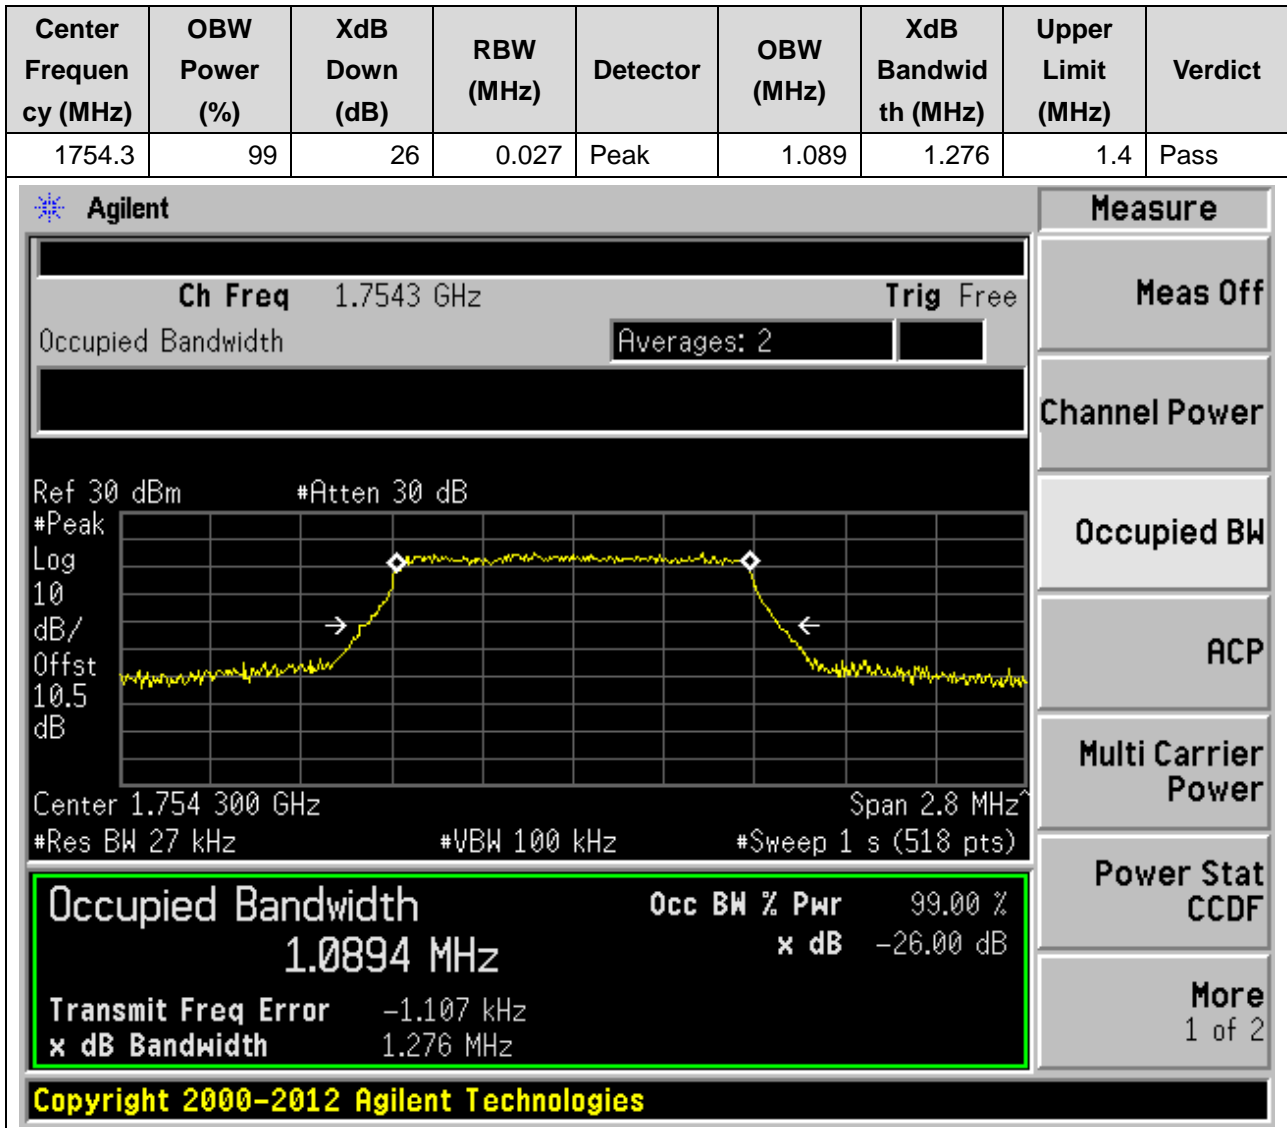 Center Frequen cy (MHz) OBW Power (%) XdB Down (dB) RBW (MHz) Detector OBW (MHz) XdB Bandwid th (MHz) Upper Limit (MHz) Verdict
1754.3 99 26 0.027 Peak 1.089 1.276 1.4 Pass
Agilent
Measure
Ch Freq 1.7543 GHz Trig Free
Meas Off
Occupied Bandwidth Averages: 2
Channel Power
Ref 30 dBm #Atten 30 dB
#Peak
Log
10
dB/
Offst
10.5
dB
Occupied BW
ACP
Multi Carrier
Power
Center 1.754 300 GHz Span 2.8 MHz^
#Res BW 27 kHz #VBW 100 kHz #Sweep 1 s (518 pts)
Power Stat
CCDF
Occupied Bandwidth Occ BW % Pwr 99.00 %
1.0894 MHz x dB -26.00 dB
Transmit Freq Error -1.107 kHz
x dB Bandwidth 1.276 MHz
More
1 of 2
Copyright 2000-2012 Agilent Technologies